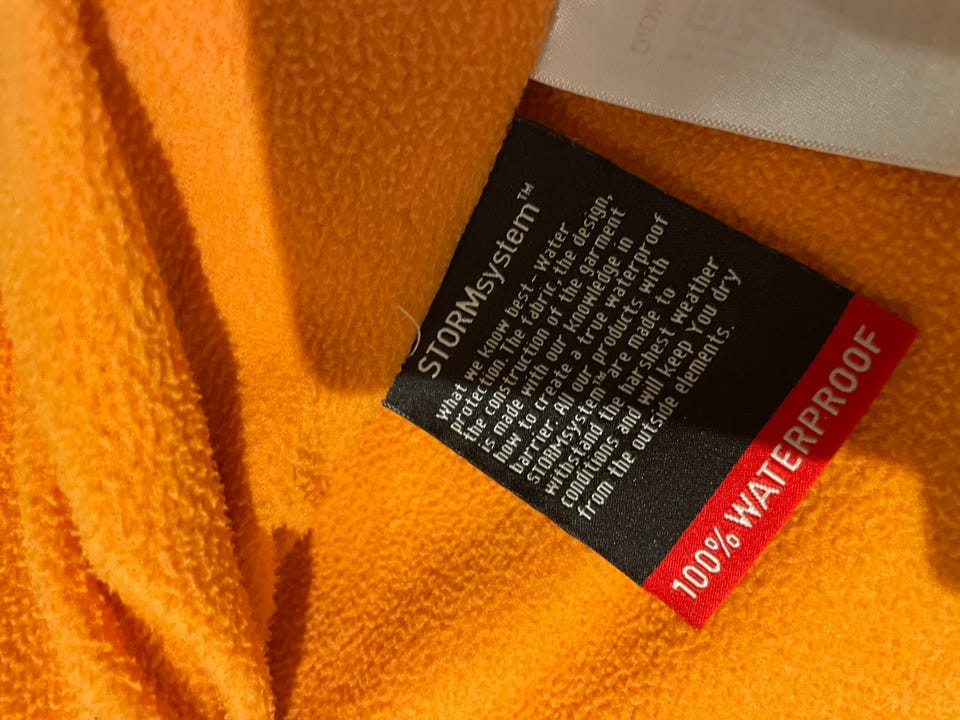 STORMsystem™
what we know best - Water
protection. The fabric, the design,
the construction of the garment
is made with our knowledge in
how to create a true waterproof
barrier. All our products with
STORMsystem™ are made to
withstand the harshest weather
conditions and will keep You dry
from the outside elements.
100% WATERPROOF